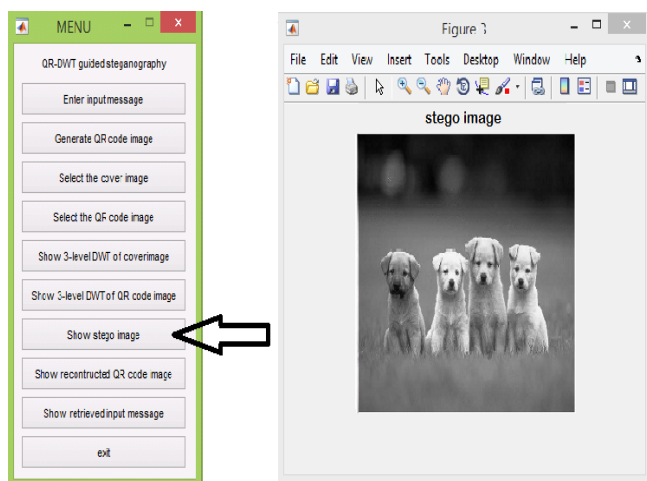 MENU
QR-DWT guided steganography
Enter input message
Generate QR code image
Select the cover image
Select the QR code image
Show 3-level DWT of coverimage
Show 3-level DWT of QR code image
Show stego image
Show recontructed QR code image
Show retrieved input message
exit
Figure 3
File Edit View Insert Tools Desktop Window Help
stego image